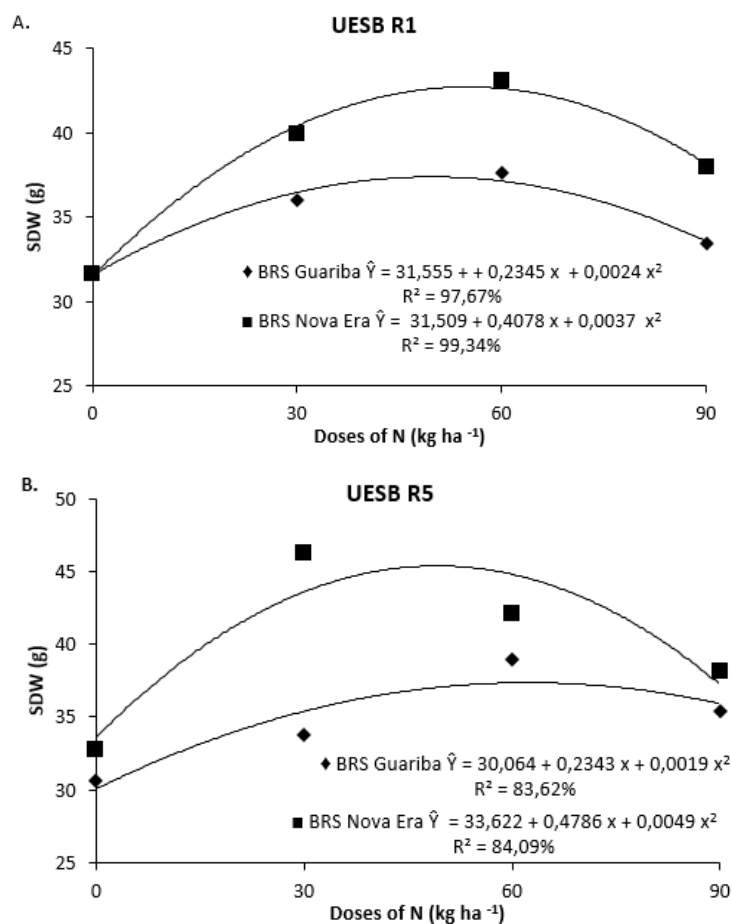 A.
UESB R1
45
40
35
30
25
SDW (g)
◆ BRS Guariba Ŷ = 31,555 + + 0,2345 x + 0,0024 x²
R² = 97,67%
■ BRS Nova Era Ŷ = 31,509 + 0,4078 x + 0,0037 x²
R² = 99,34%
0 30 60 90
Doses of N (kg ha ⁻¹)
B.
UESB R5
50
45
40
35
30
25
SDW (g)
◆ BRS Guariba Ŷ = 30,064 + 0,2343 x + 0,0019 x²
R² = 83,62%
■ BRS Nova Era Ŷ = 33,622 + 0,4786 x + 0,0049 x²
R² = 84,09%
0 30 60 90
Doses of N (kg ha ⁻¹)